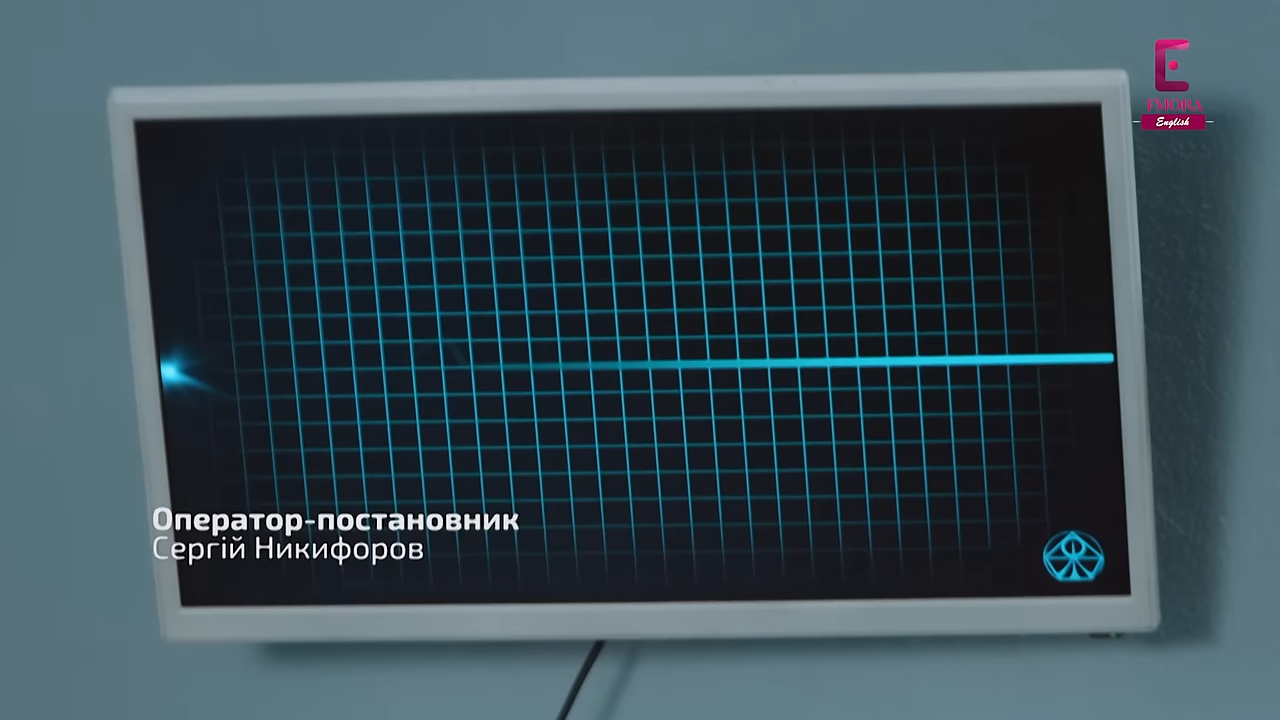 English
Оператор-постановник
Сергій Никифоров